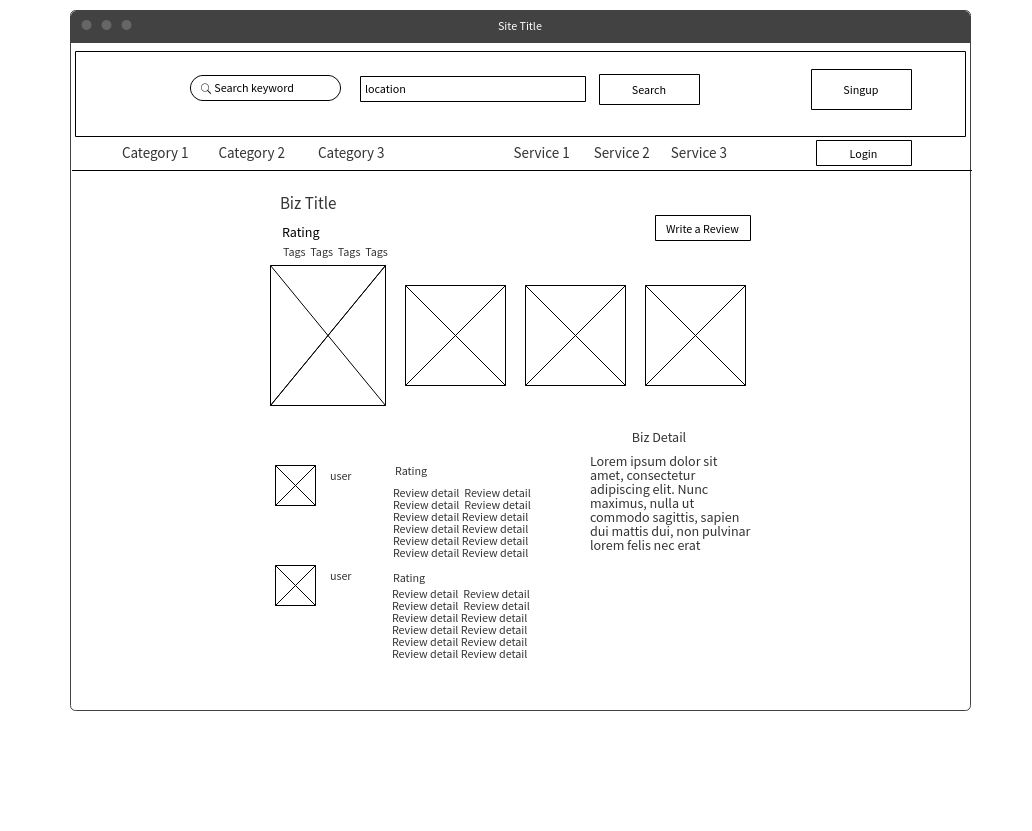 Site Title
Search keyword
location
Search
Singup
Category 1
Category 2
Category 3
Service 1
Service 2
Service 3
Login
Biz Title
Rating
Write a Review
Tags Tags Tags Tags
Biz Detail
Lorem ipsum dolor sit
amet, consectetur
adipiscing elit. Nunc
maximus, nulla ut
commodo sagittis, sapien
dui mattis dui, non pulvinar
lorem felis nec erat
user
Rating
Review detail Review detail
Review detail Review detail
Review detail Review detail
Review detail Review detail
Review detail Review detail
Review detail Review detail
user
Rating
Review detail Review detail
Review detail Review detail
Review detail Review detail
Review detail Review detail
Review detail Review detail
Review detail Review detail